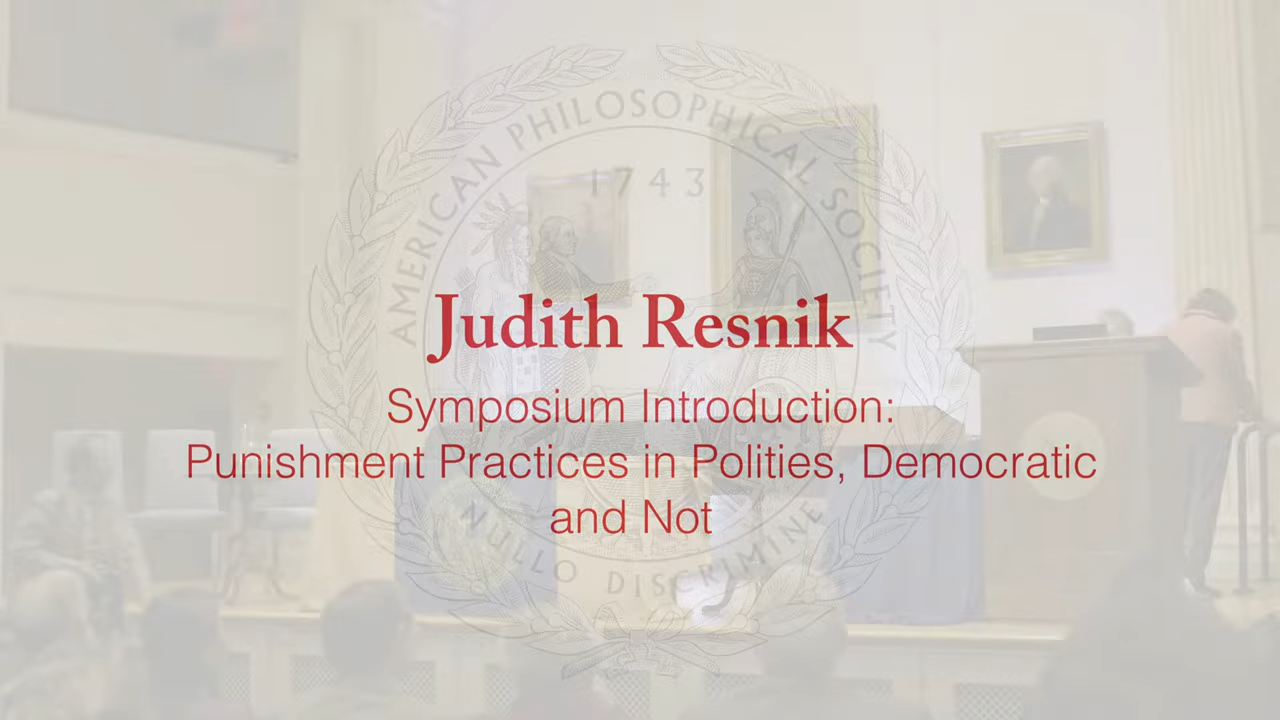 AMERICAN PHILOSOPHICAL SOCIETY
1743
Judith Resnik
Symposium Introduction:
Punishment Practices in Polities, Democratic
and Not
NULLO DISCRIMINE